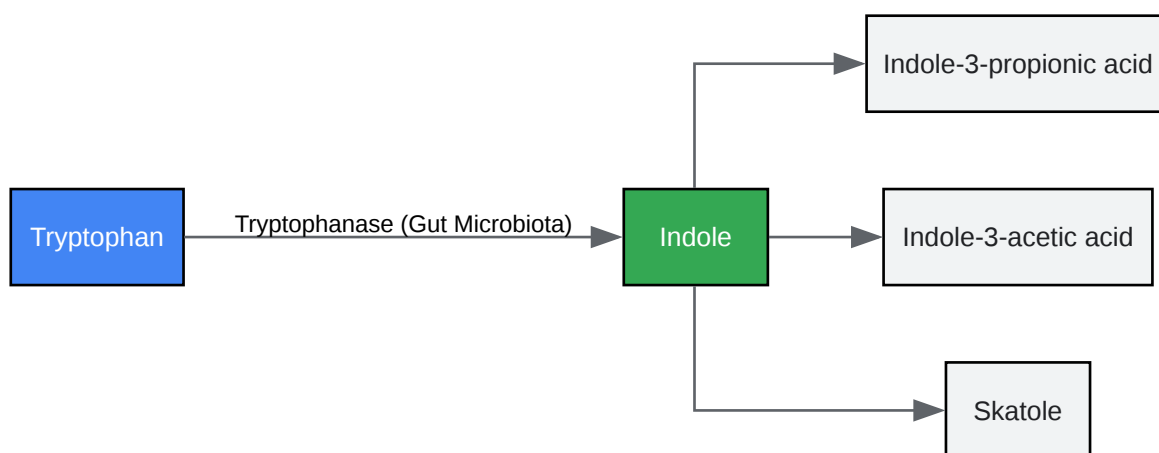 Indole-3-propionic acid
Tryptophan
Tryptophanase (Gut Microbiota)
Indole
Indole-3-acetic acid
Skatole